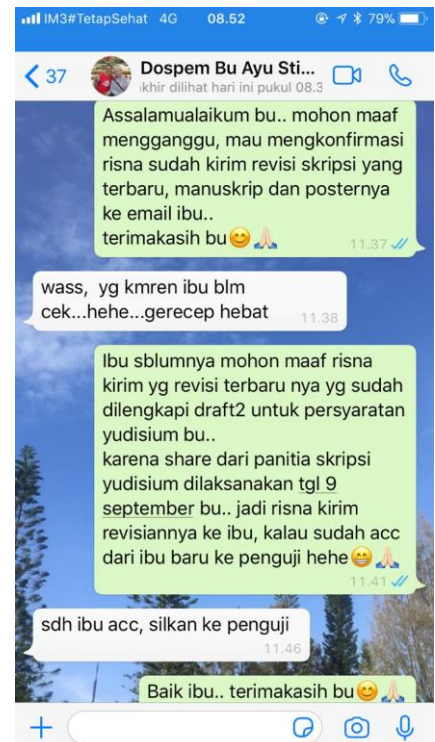 IM3#TetapSehat 4G 08.52 79%
37 Dospem Bu Ayu Sti...
akhir dilihat hari ini pukul 08.3
Assalamualaikum bu.. mohon maaf
mengganggu, mau mengkonfirmasi
risna sudah kirim revisi skripsi yang
terbaru, manuskrip dan posternya
ke email ibu..
terimakasih bu😊🙏🏻
11.37
wass, yg kmren ibu blm
cek...hehe...gerecep hebat
11.38
Ibu sblumnya mohon maaf risna
kirim yg revisi terbaru nya yg sudah
dilengkapi draft2 untuk persyaratan
yudisium bu..
karena share dari panitia skripsi
yudisium dilaksanakan tgl 9
september bu.. jadi risna kirim
revisiannya ke ibu, kalau sudah acc
dari ibu baru ke penguji hehe😁🙏🏻
11.41
sdh ibu acc, silkan ke penguji
11.46
Baik ibu.. terimakasih bu😊🙏🏻